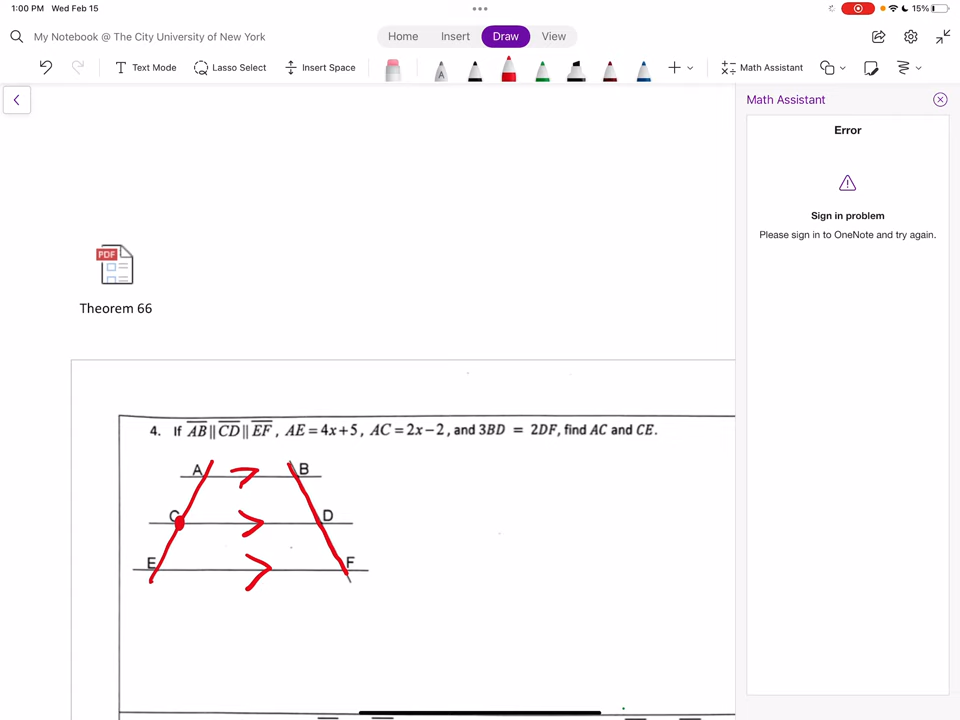 1:00 PM Wed Feb 15
15%
My Notebook @ The City University of New York
Home Insert Draw View
Text Mode Lasso Select Insert Space A Math Assistant
Math Assistant
Error
Sign in problem
Please sign in to OneNote and try again.
PDF
Theorem 66
4. If AB || CD || EF, AE = 4x+5, AC = 2x−2, and 3BD = 2DF, find AC and CE.
A B
C D
E F